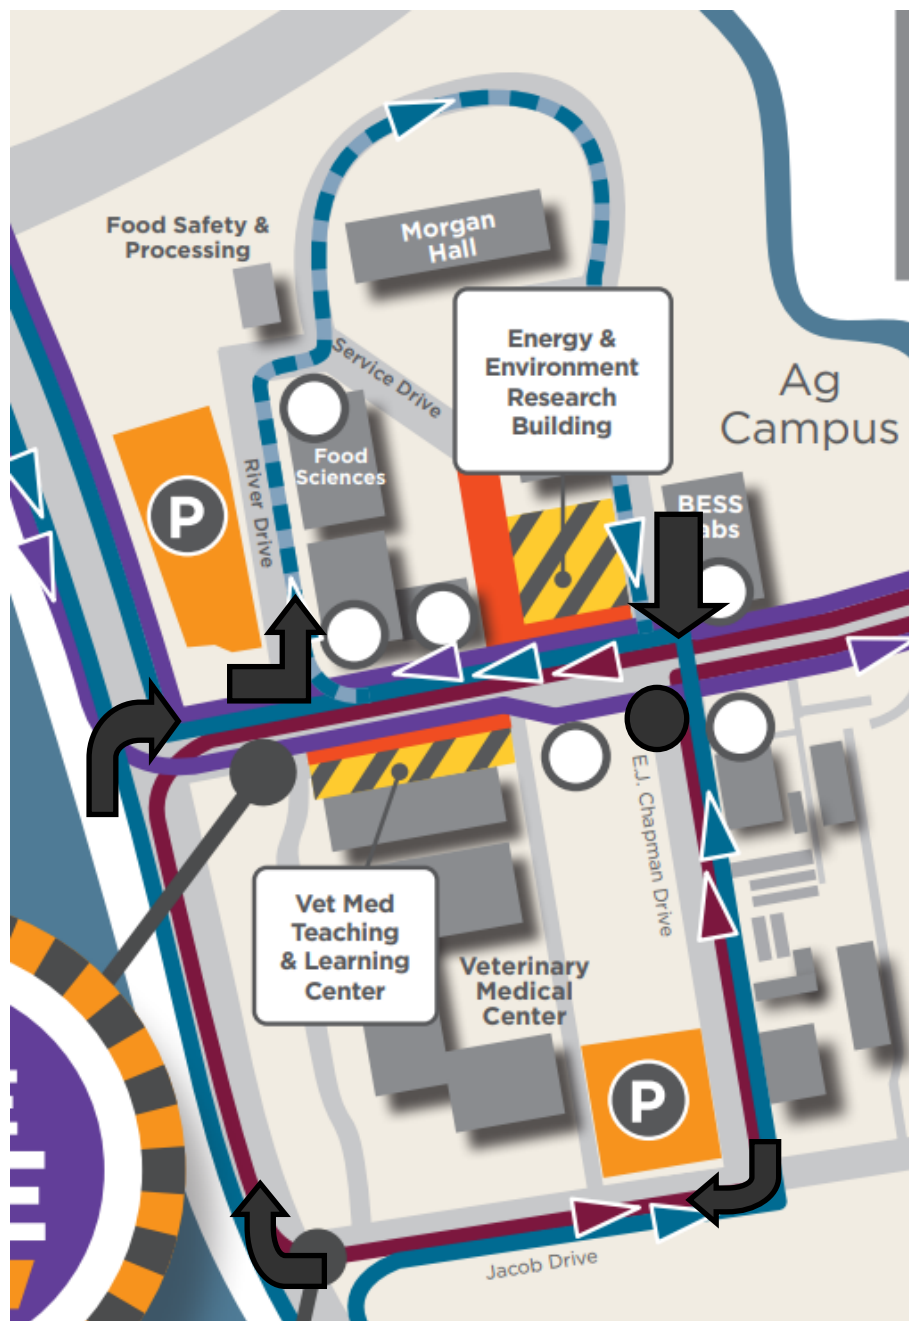 Food Safety &
Processing
Morgan
Hall
Service Drive
Energy &
Environment
Research
Building
Ag
Campus
Food
Sciences
River Drive
P
BESS
abs
E.J. Chapman Drive
Vet Med
Teaching
& Learning
Center
Veterinary
Medical
Center
P
Jacob Drive